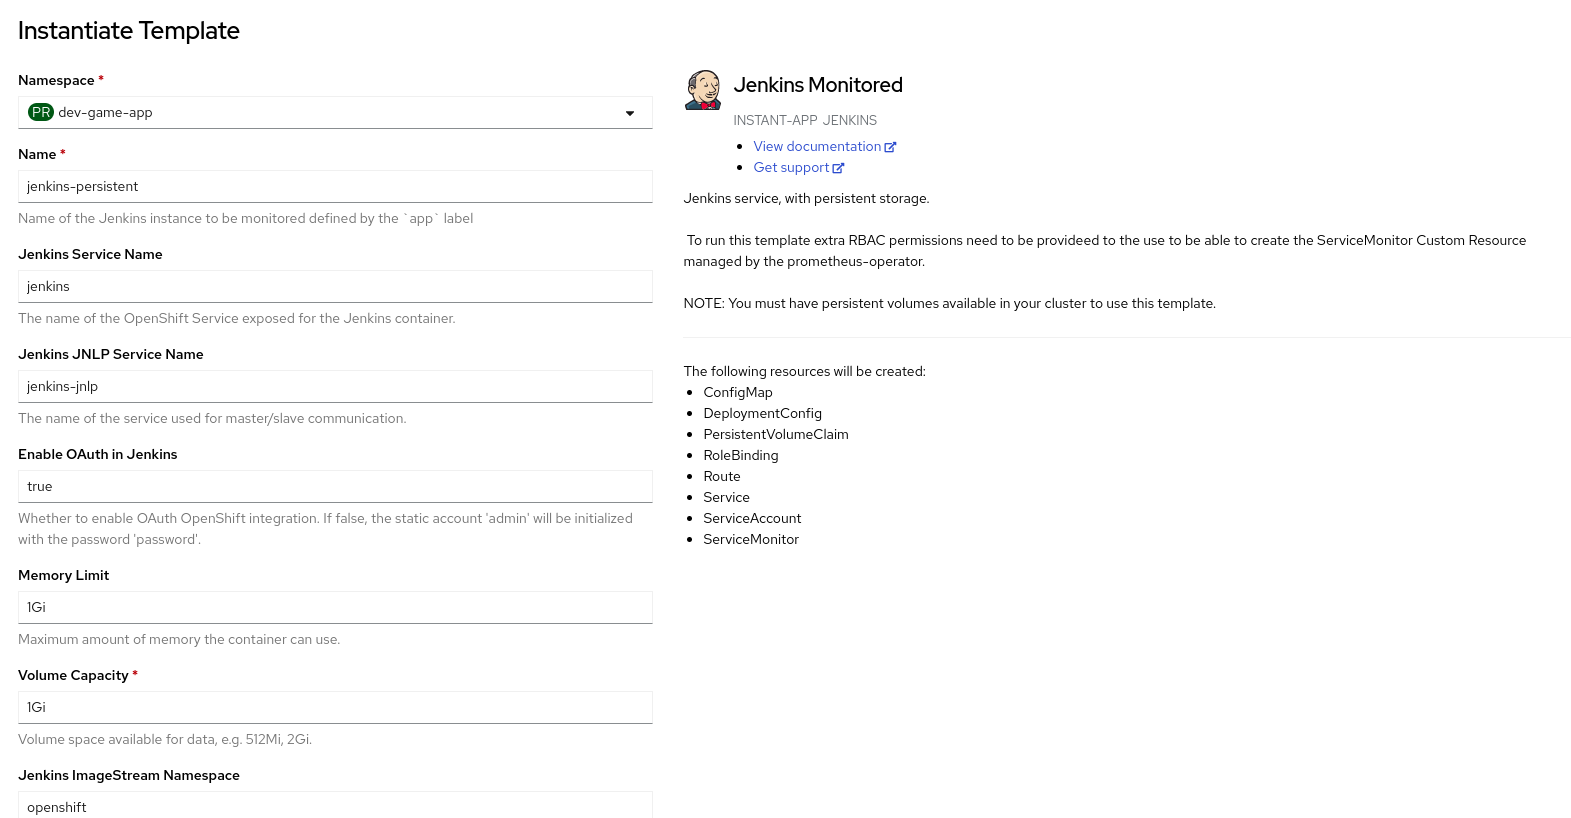 Instantiate Template
Namespace *
PR dev-game-app
Name *
jenkins-persistent
Name of the Jenkins instance to be monitored defined by the `app` label
Jenkins Service Name
jenkins
The name of the OpenShift Service exposed for the Jenkins container.
Jenkins JNLP Service Name
jenkins-jnlp
The name of the service used for master/slave communication.
Enable OAuth in Jenkins
true
Whether to enable OAuth OpenShift integration. If false, the static account 'admin' will be initialized
with the password 'password'.
Memory Limit
1Gi
Maximum amount of memory the container can use.
Volume Capacity *
1Gi
Volume space available for data, e.g. 512Mi, 2Gi.
Jenkins ImageStream Namespace
openshift
Jenkins Monitored
INSTANT-APP JENKINS
View documentation
Get support
Jenkins service, with persistent storage.
To run this template extra RBAC permissions need to be provideed to the use to be able to create the ServiceMonitor Custom Resource
managed by the prometheus-operator.
NOTE: You must have persistent volumes available in your cluster to use this template.
The following resources will be created:
ConfigMap
DeploymentConfig
PersistentVolumeClaim
RoleBinding
Route
Service
ServiceAccount
ServiceMonitor